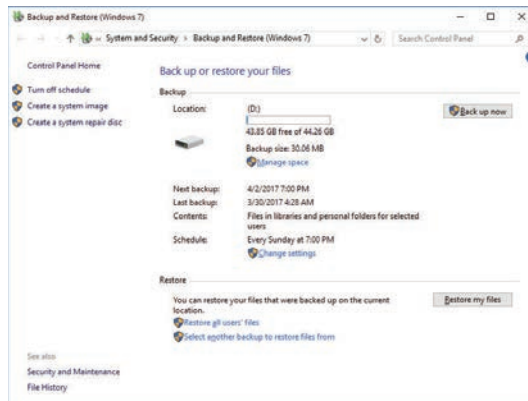 Backup and Restore (Windows 7)
« System and Security › Backup and Restore (Windows 7)
Search Control Panel
Control Panel Home
Turn off schedule
Create a system image
Create a system repair disc
Back up or restore your files
Backup
Location:
(D:)
43.85 GB free of 44.26 GB
Backup size: 30.06 MB
Manage space
Back up now
Next backup:
4/2/2017 7:00 PM
Last backup:
3/30/2017 4:28 AM
Contents:
Files in libraries and personal folders for selected
users
Schedule:
Every Sunday at 7:00 PM
Change settings
Restore
You can restore your files that were backed up on the current
location.
Restore my files
Restore all users' files
Select another backup to restore files from
See also
Security and Maintenance
File History